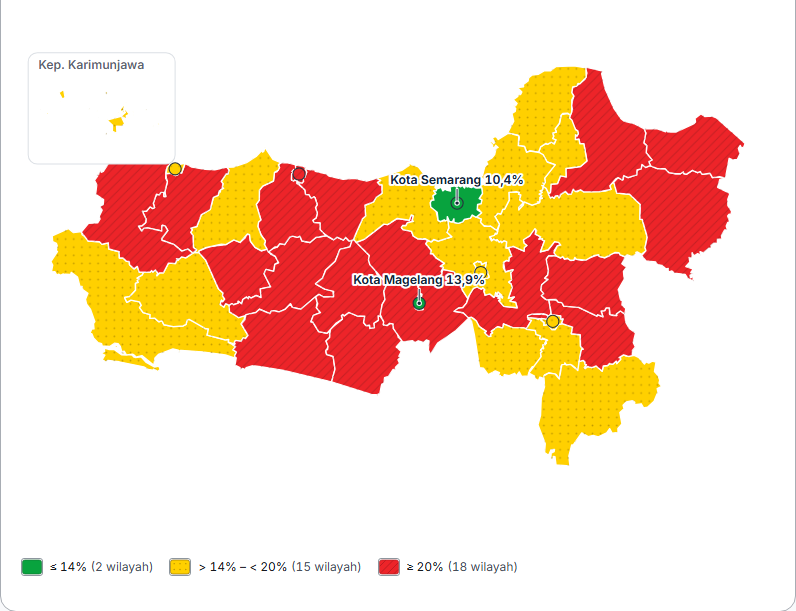 Kep. Karimunjawa
Kota Semarang 10,4%
Kota Magelang 13,9%
≤ 14% (2 wilayah)
> 14% – < 20% (15 wilayah)
≥ 20% (18 wilayah)